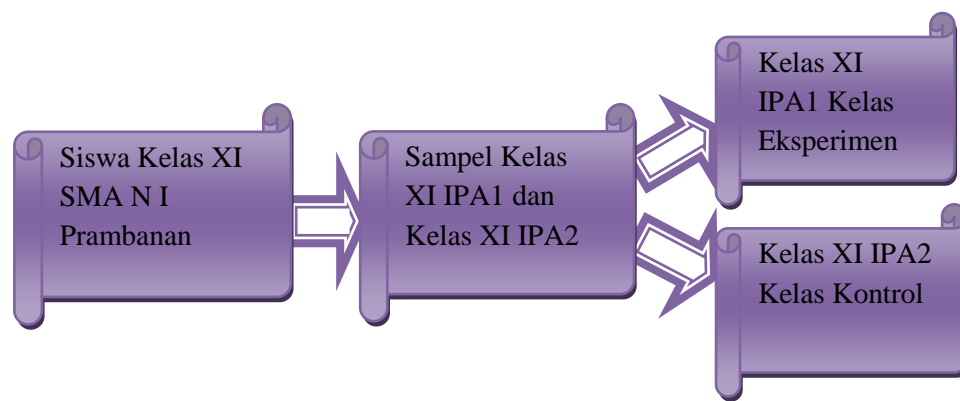 Siswa Kelas XI
SMA N I
Prambanan
Sampel Kelas
XI IPA1 dan
Kelas XI IPA2
Kelas XI
IPA1 Kelas
Eksperimen
Kelas XI IPA2
Kelas Kontrol